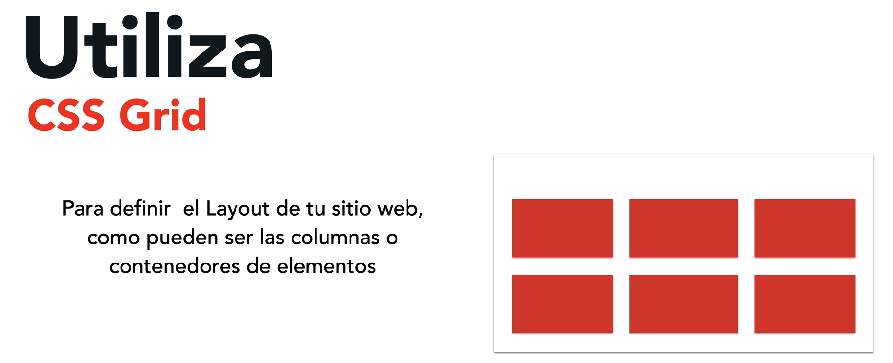 Utiliza
CSS Grid
Para definir  el Layout de tu sitio web,
como pueden ser las columnas o
contenedores de elementos